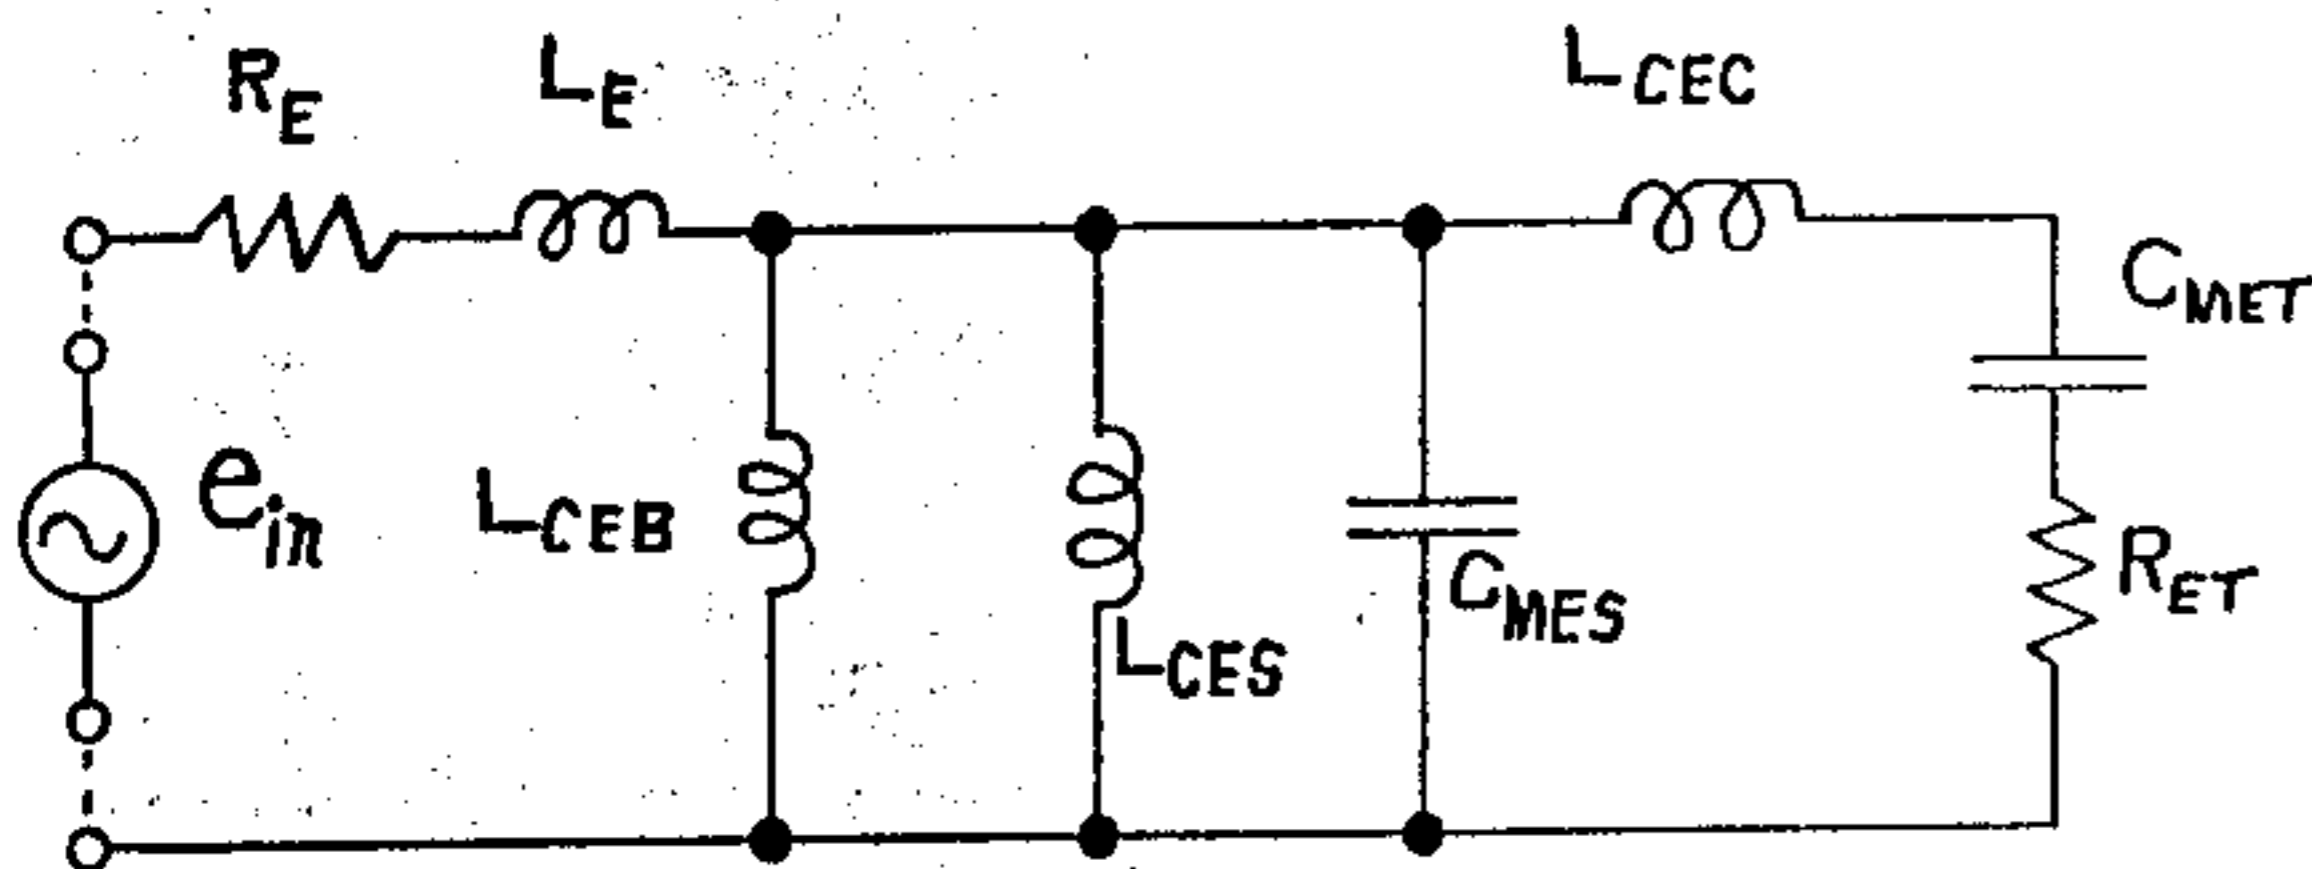 R_E
L_E
L_CEC
C_MET
e_in
L_CEB
C_MES
R_ET
L_CES